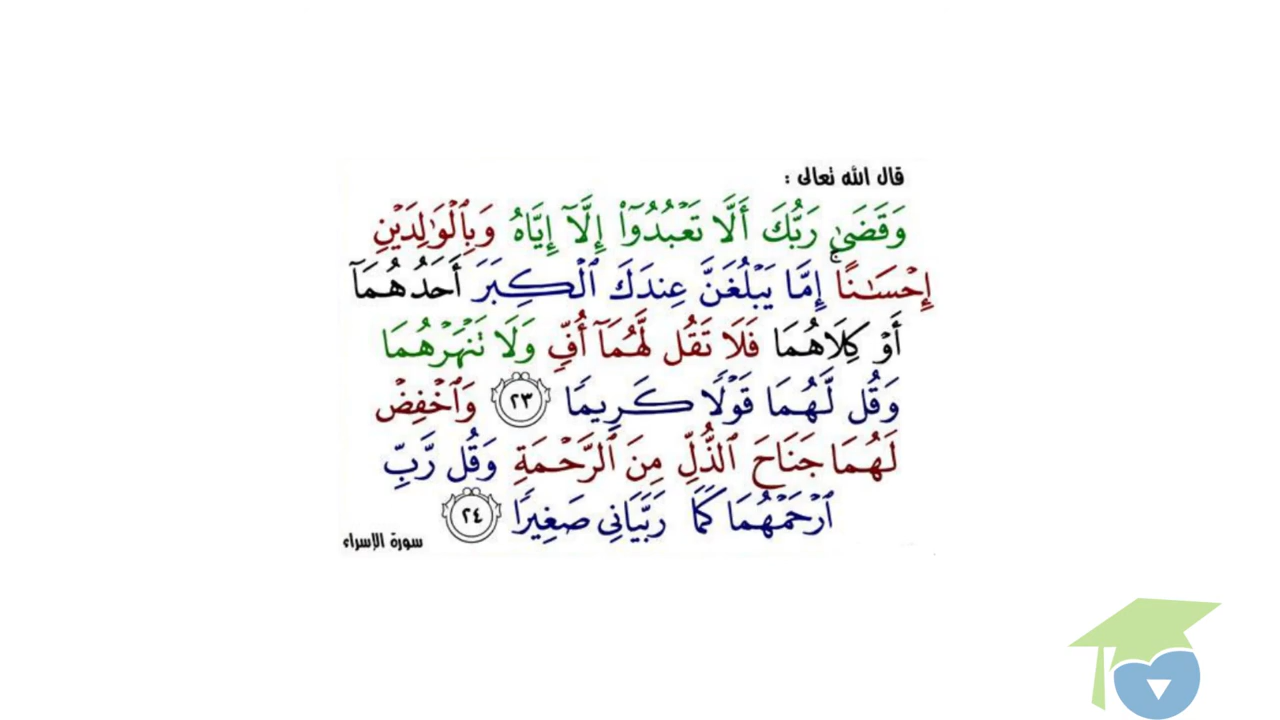 قال الله تعالى :
وَقَضَىٰ رَبُّكَ أَلَّا تَعۡبُدُوٓاْ إِلَّآ إِيَّاهُ وَبِٱلۡوَٰلِدَيۡنِ
إِحۡسَٰنًاۚ إِمَّا يَبۡلُغَنَّ عِندَكَ ٱلۡكِبَرَ أَحَدُهُمَآ
أَوۡ كِلَاهُمَا فَلَا تَقُل لَّهُمَآ أُفّٖ وَلَا تَنۡهَرۡهُمَا
وَقُل لَّهُمَا قَوۡلٗا كَرِيمٗا ٢٣ وَٱخۡفِضۡ
لَهُمَا جَنَاحَ ٱلذُّلِّ مِنَ ٱلرَّحۡمَةِ وَقُل رَّبِّ
ٱرۡحَمۡهُمَا كَمَا رَبَّيَانِي صَغِيرٗا ٢٤
سورة الإسراء